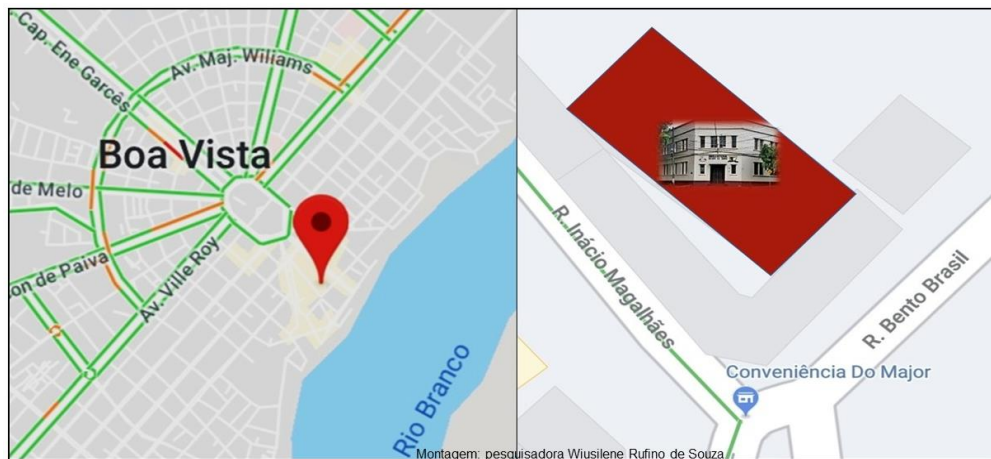 Cap. Ene Garcês
Av. Maj. Wiliams
Boa Vista
de Melo
on de Paiva
Av. Ville Roy
Rio Branco
R. Inácio Magalhães
R. Bento Brasil
Conveniência Do Major
Montagem: pesquisadora Wiusilene Rufino de Souza